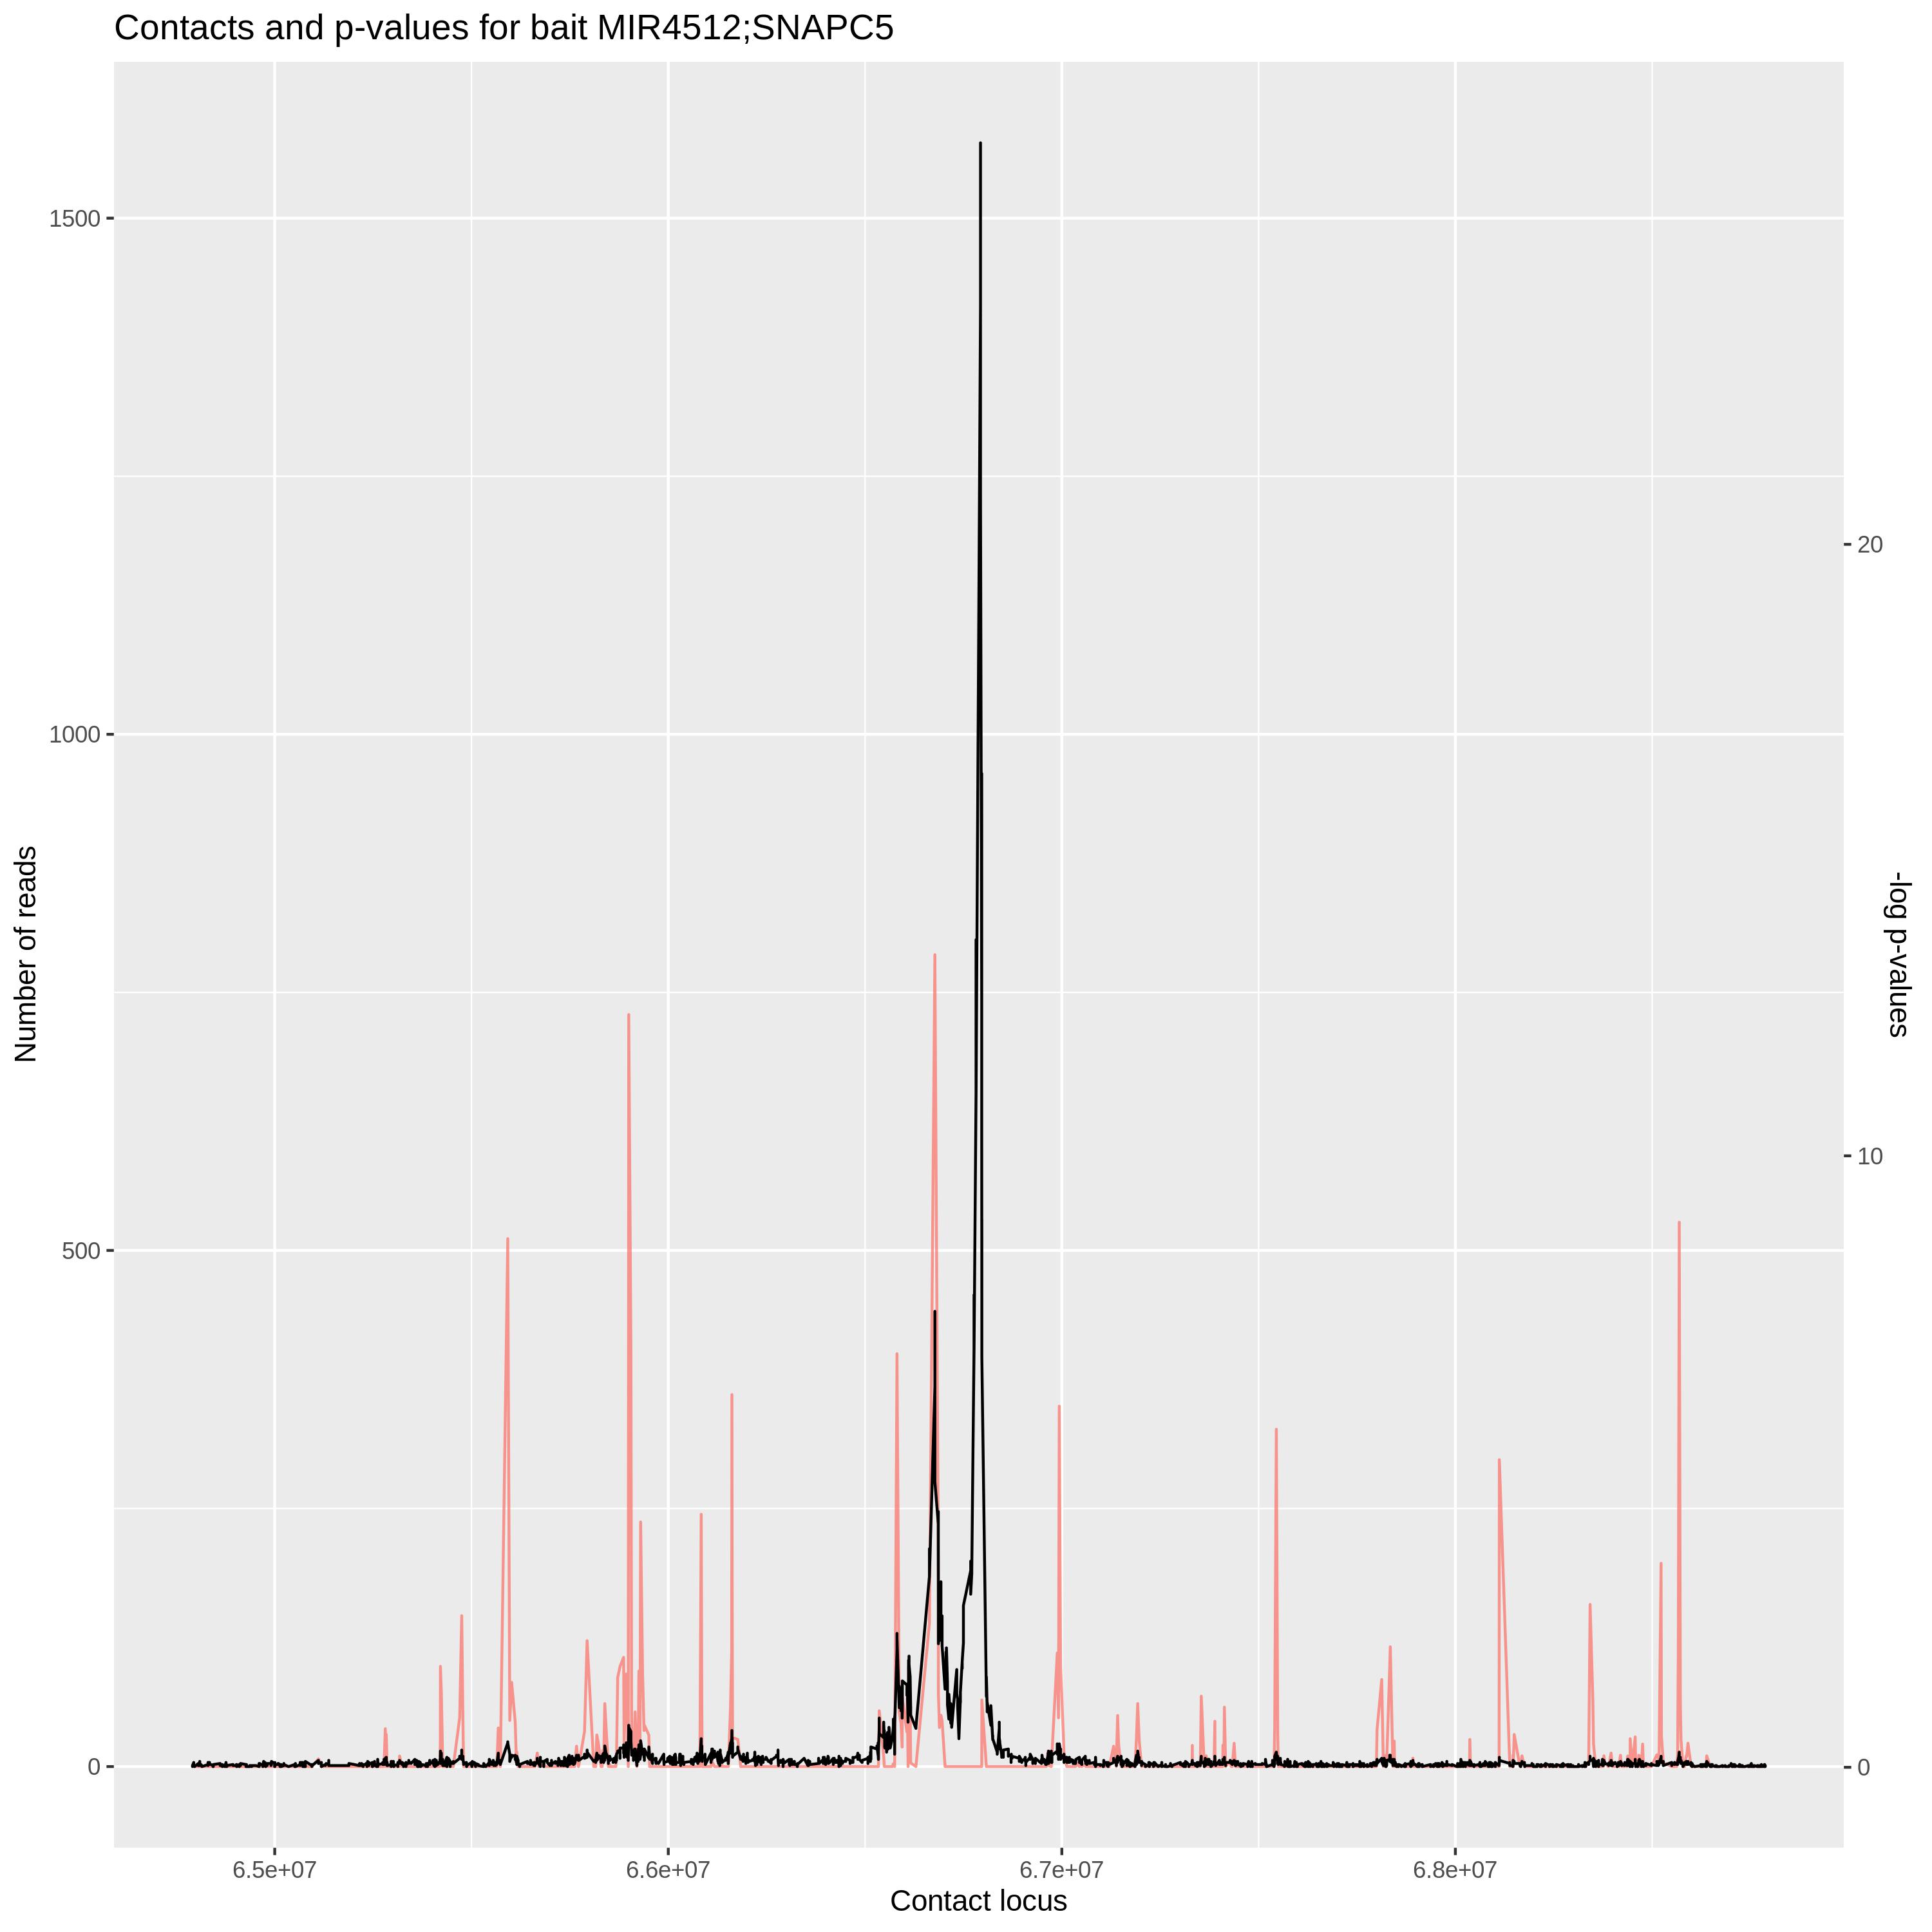 Contacts and p-values for bait MIR4512;SNAPC5
1500
1000
500
0
Number of reads
20
10
0
-log p-values
6.5e+07
6.6e+07
6.7e+07
6.8e+07
Contact locus